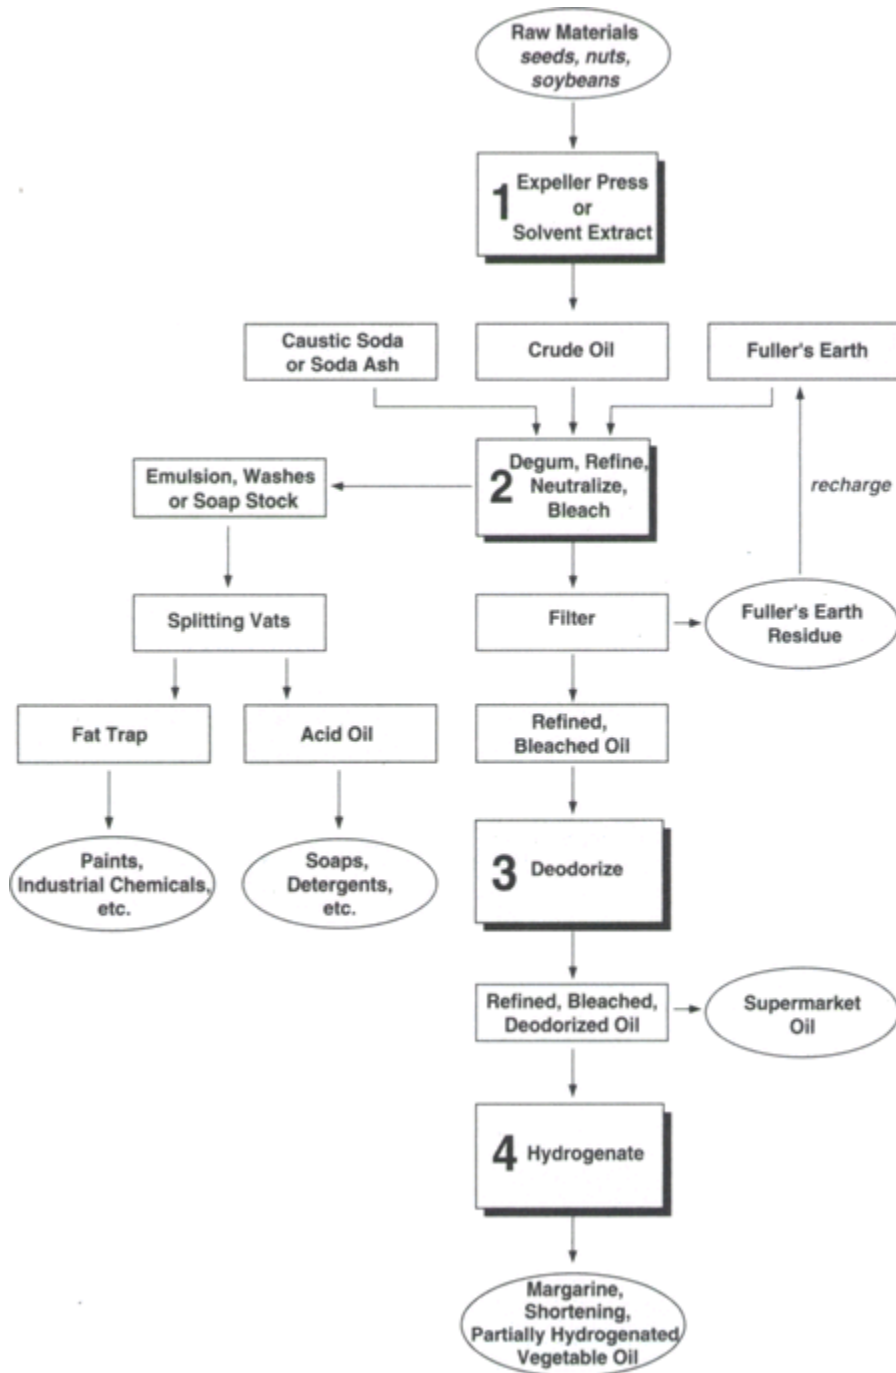 Raw Materials
seeds, nuts,
soybeans
1
Expeller Press
or
Solvent Extract
Caustic Soda
or Soda Ash
Crude Oil
Fuller's Earth
2
Degum, Refine,
Neutralize,
Bleach
Emulsion, Washes
or Soap Stock
recharge
Splitting Vats
Filter
Fuller's Earth
Residue
Fat Trap
Acid Oil
Refined,
Bleached Oil
Paints,
Industrial Chemicals,
etc.
Soaps,
Detergents,
etc.
3
Deodorize
Refined, Bleached,
Deodorized Oil
Supermarket
Oil
4
Hydrogenate
Margarine,
Shortening,
Partially Hydrogenated
Vegetable Oil